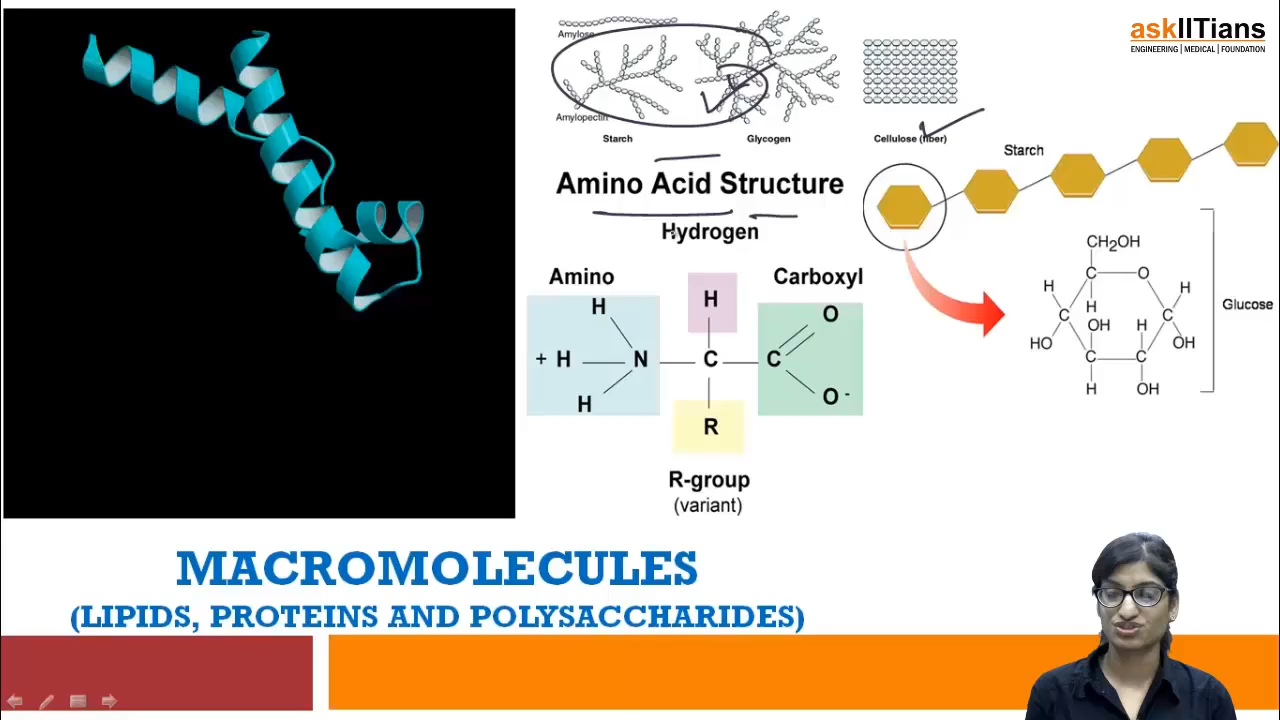 askIITians
ENGINEERING | MEDICAL | FOUNDATION
Amylose
Amylopectin
Starch
Glycogen
Cellulose (fiber)
Amino Acid Structure
Hydrogen
Amino
Carboxyl
H
H
O
+ H
N
C
C
H
O -
R
R-group
(variant)
Starch
CH2OH
C
O
H
H
H
C
OH
H
C
HO
OH
C
C
H
OH
Glucose
MACROMOLECULES
(LIPIDS, PROTEINS AND POLYSACCHARIDES)